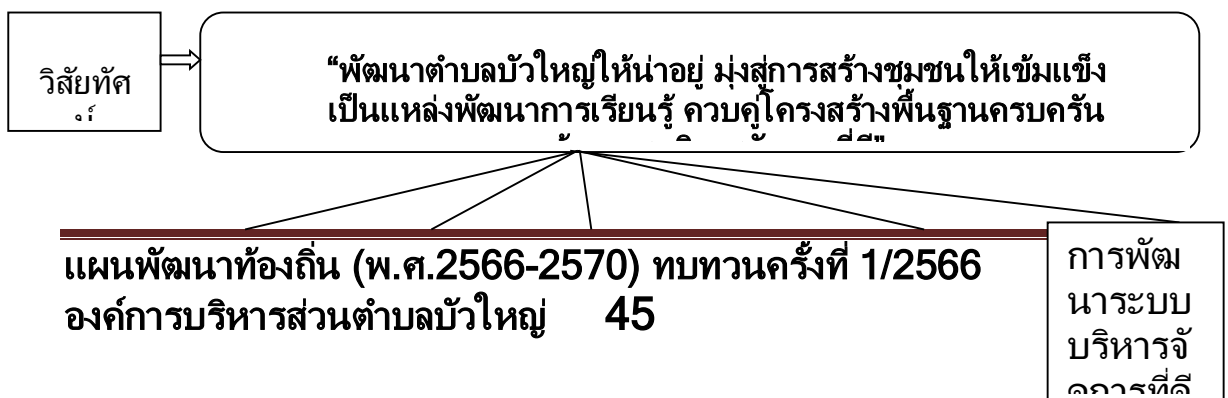 วิสัยทัศ
น์
“พัฒนาตำบลบัวใหญ่ให้น่าอยู่ มุ่งสู่การสร้างชุมชนให้เข้มแข็ง
เป็นแหล่งพัฒนาการเรียนรู้ ควบคู่โครงสร้างพื้นฐานครบครัน
แผนพัฒนาท้องถิ่น (พ.ศ.2566-2570) ทบทวนครั้งที่ 1/2566
องค์การบริหารส่วนตำบลบัวใหญ่ 45
การพัฒ
นาระบบ
บริหารจั
ดการที่ดี